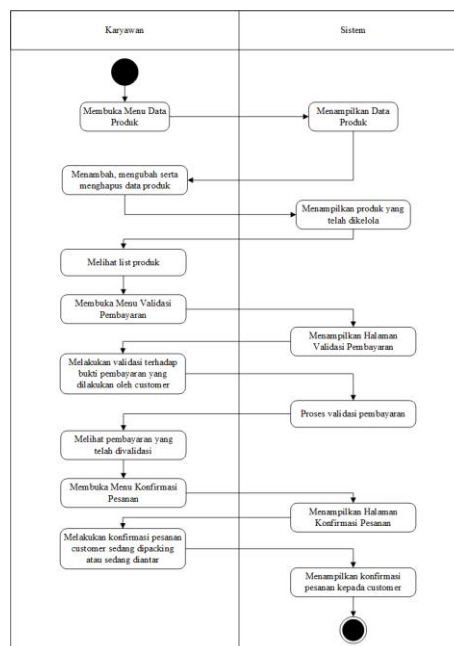 Karyawan
Sistem
Membuka Menu Data
Produk
Menampilkan Data
Produk
Menambah, mengubah serta
menghapus data produk
Menampilkan produk yang
telah dikelola
Melihat list produk
Membuka Menu Validasi
Pembayaran
Menampilkan Halaman
Validasi Pembayaran
Melakukan validasi terhadap
bukti pembayaran yang
dilakukan oleh customer
Proses validasi pembayaran
Melihat pembayaran yang
telah divalidasi
Membuka Menu Konfirmasi
Pesanan
Menampilkan Halaman
Konfirmasi Pesanan
Melakukan konfirmasi pesanan
customer sedang dipacking
atau sedang diantar
Menampilkan konfirmasi
pesanan kepada customer